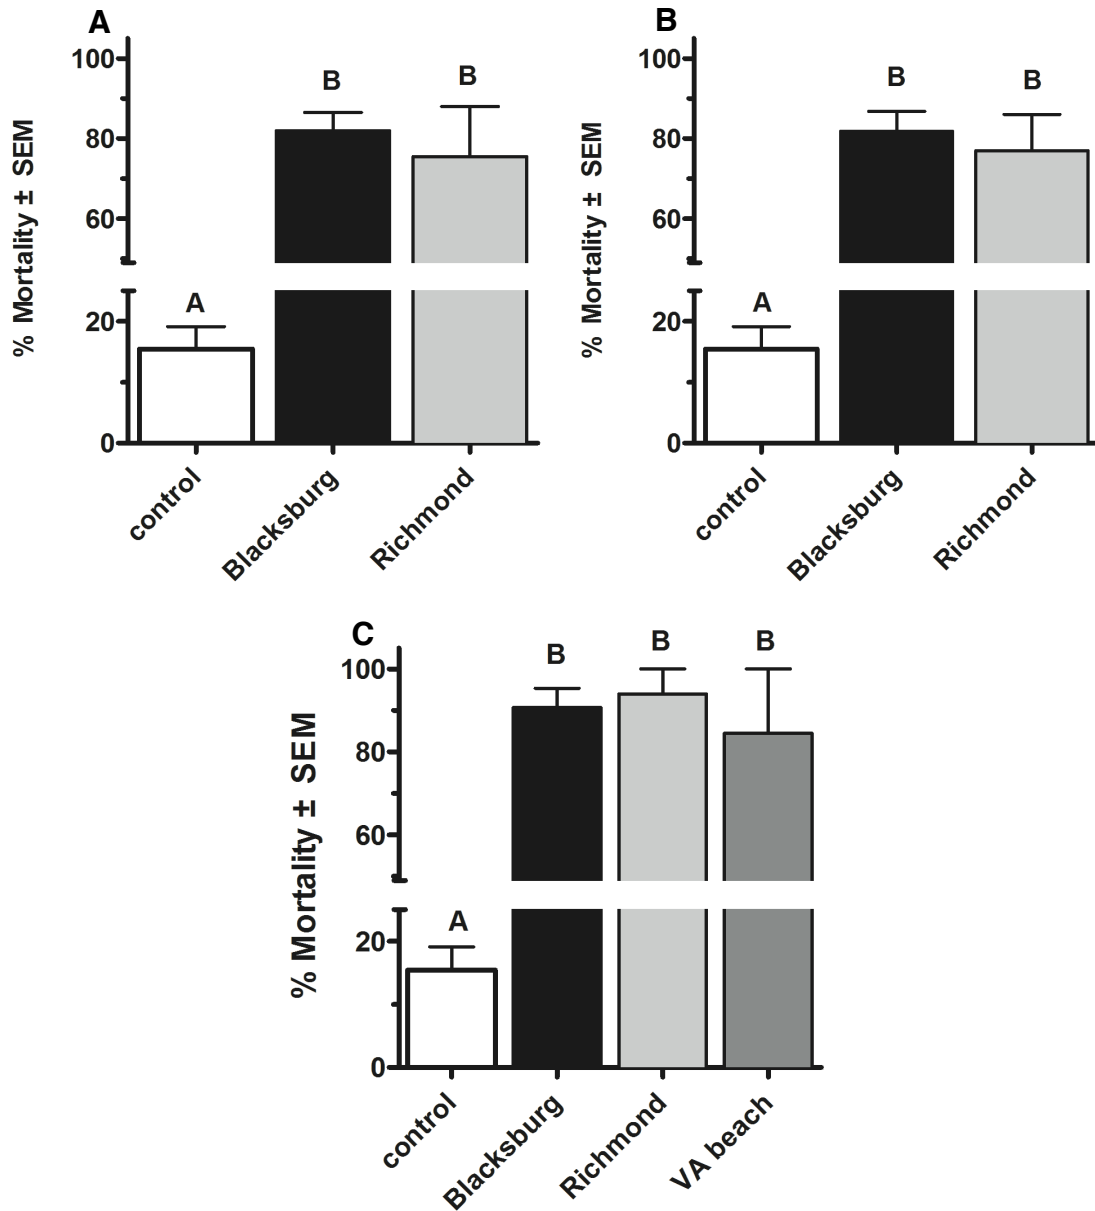 A
% Mortality ± SEM
100
80
60
20
0
B
B
A
control
Blacksburg
Richmond
B
% Mortality ± SEM
100
80
60
20
0
B
B
A
control
Blacksburg
Richmond
C
% Mortality ± SEM
100
80
60
20
0
B
B
B
A
control
Blacksburg
Richmond
VA beach